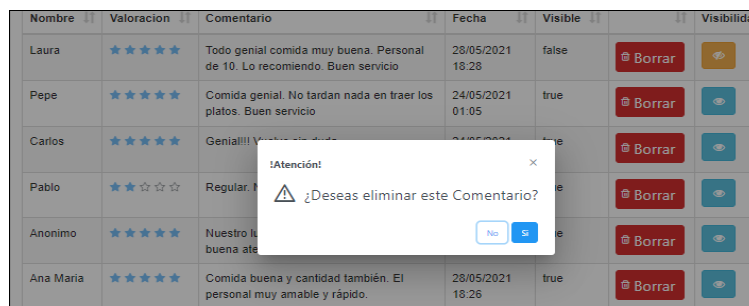 Nombre Valoracion Comentario Fecha Visible Visibilid
Laura Todo genial comida muy buena. Personal 28/05/2021 false Borrar
de 10. Lo recomiendo. Buen servicio 18:28
Pepe Comida genial. No tardan nada en traer los 24/05/2021 true Borrar
platos. Buen servicio 01:05
Carlos Genial!!! Borrar
!Atención!
Pablo Regular. Borrar
¿Deseas eliminar este Comentario?
No Si
Anonimo Nuestro Borrar
buena
Ana Maria Comida buena y cantidad también. El 28/05/2021 true Borrar
personal muy amable y rápido. 18:26